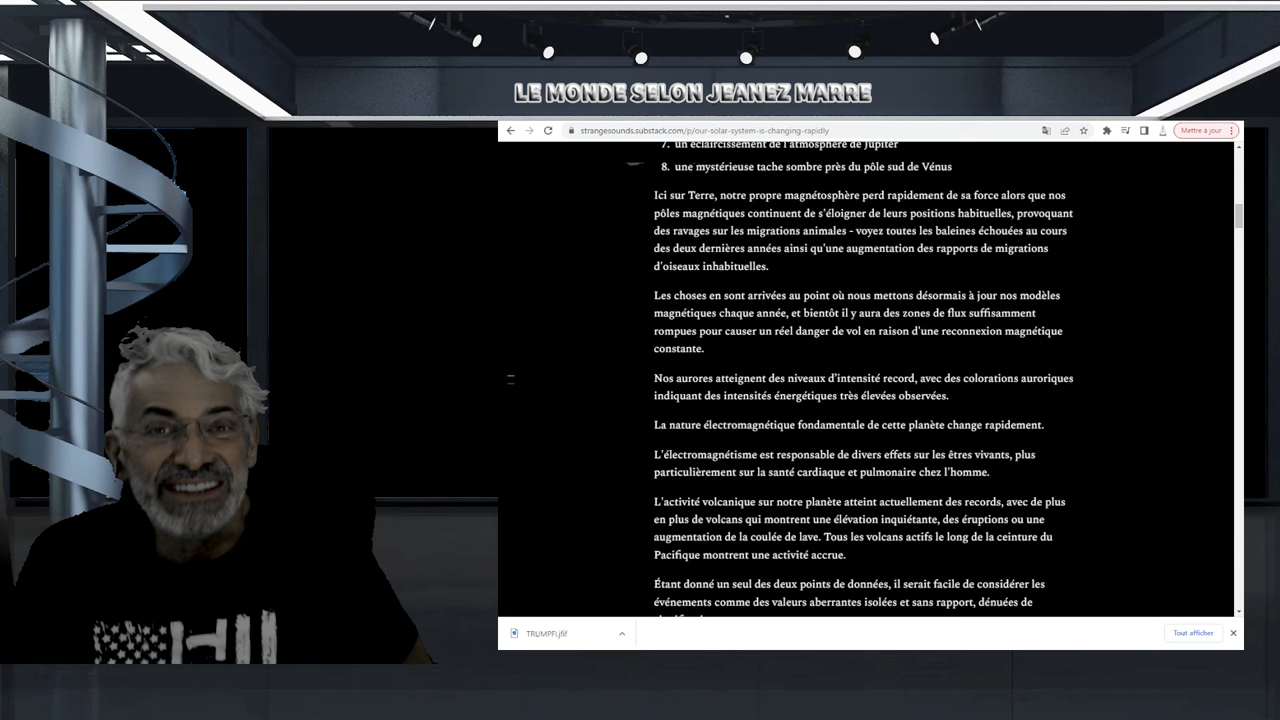 LE MONDE SELON JEANEZ MARRE
strangesounds.substack.com/p/our-solar-system-is-changing-rapidly
Mettre à jour
7. un éclaircissement de l'atmosphère de Jupiter
8. une mystérieuse tache sombre près du pôle sud de Vénus
Ici sur Terre, notre propre magnétosphère perd rapidement de sa force alors que nos
pôles magnétiques continuent de s'éloigner de leurs positions habituelles, provoquant
des ravages sur les migrations animales - voyez toutes les baleines échouées au cours
des deux dernières années ainsi qu'une augmentation des rapports de migrations
d'oiseaux inhabituelles.
Les choses en sont arrivées au point où nous mettons désormais à jour nos modèles
magnétiques chaque année, et bientôt il y aura des zones de flux suffisamment
rompues pour causer un réel danger de vol en raison d'une reconnexion magnétique
constante.
Nos aurores atteignent des niveaux d'intensité record, avec des colorations auroriques
indiquant des intensités énergétiques très élevées observées.
La nature électromagnétique fondamentale de cette planète change rapidement.
L'électromagnétisme est responsable de divers effets sur les êtres vivants, plus
particulièrement sur la santé cardiaque et pulmonaire chez l'homme.
L'activité volcanique sur notre planète atteint actuellement des records, avec de plus
en plus de volcans qui montrent une élévation inquiétante, des éruptions ou une
augmentation de la coulée de lave. Tous les volcans actifs le long de la ceinture du
Pacifique montrent une activité accrue.
Étant donné un seul des deux points de données, il serait facile de considérer les
événements comme des valeurs aberrantes isolées et sans rapport, dénuées de
TRUMPFi.jfif
Tout afficher